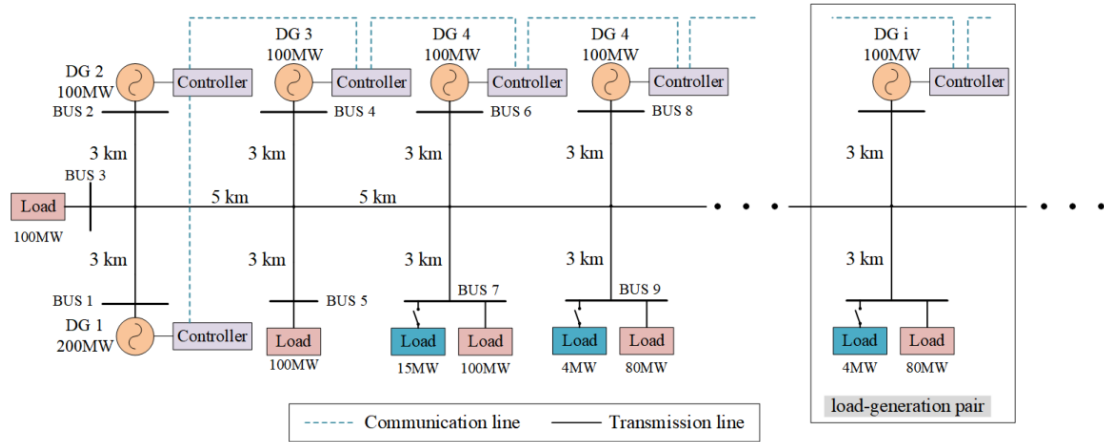 DG 3
100MW
DG 4
100MW
DG 4
100MW
DG i
100MW
DG 2
100MW
Controller
Controller
Controller
Controller
Controller
BUS 2
BUS 4
BUS 6
BUS 8
3 km
3 km
3 km
3 km
3 km
BUS 3
Load
100MW
5 km
5 km
3 km
3 km
3 km
3 km
3 km
BUS 1
BUS 5
BUS 7
BUS 9
DG 1
200MW
Controller
Load
100MW
Load
15MW
Load
100MW
Load
4MW
Load
80MW
Load
4MW
Load
80MW
load-generation pair
Communication line
Transmission line